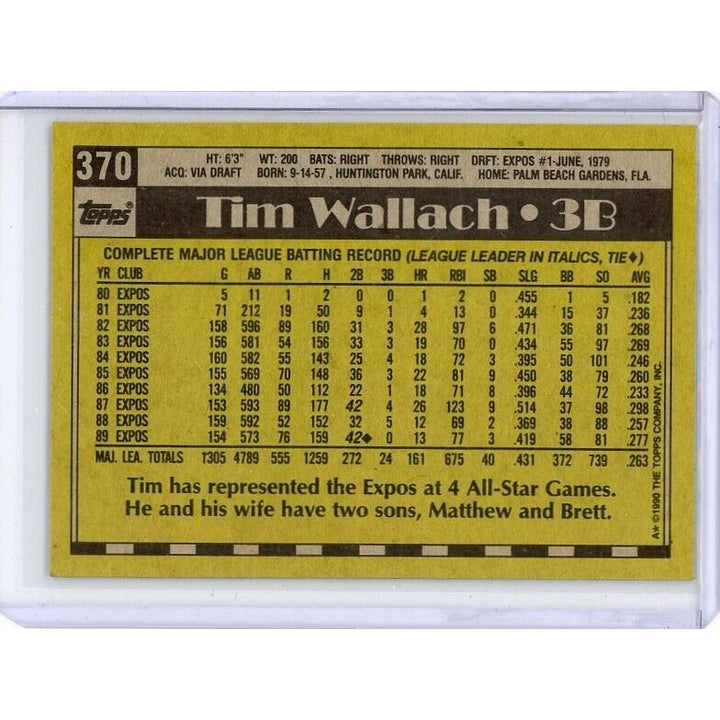 370 HT: 6'3" WT: 200 BATS: RIGHT THROWS: RIGHT DRFT: EXPOS #1-JUNE, 1979
ACQ: VIA DRAFT BORN: 9-14-57, HUNTINGTON PARK, CALIF. HOME: PALM BEACH GARDENS, FLA.
Topps® Tim Wallach • 3B
COMPLETE MAJOR LEAGUE BATTING RECORD (LEAGUE LEADER IN ITALICS, TIE♦)
YR CLUB G AB R H 2B 3B HR RBI SB SLG BB SO AVG
80 EXPOS 5 11 1 2 0 0 1 2 0 .455 1 5 .182
81 EXPOS 71 212 19 50 9 1 4 13 0 .344 15 37 .236
82 EXPOS 158 596 89 160 31 3 28 97 6 .471 36 81 .268
83 EXPOS 156 581 54 156 33 3 19 70 0 .434 55 97 .269
84 EXPOS 160 582 55 143 25 4 18 72 3 .395 50 101 .246
85 EXPOS 155 569 70 148 36 3 22 81 9 .450 38 79 .260
86 EXPOS 134 480 50 112 22 1 18 71 8 .396 44 72 .233
87 EXPOS 153 593 89 177 42 4 26 123 9 .514 37 98 .298
88 EXPOS 159 592 52 152 32 5 12 69 2 .369 38 88 .257
89 EXPOS 154 573 76 159 42♦ 0 13 77 3 .419 58 81 .277
MAJ. LEA. TOTALS 1305 4789 555 1259 272 24 161 675 40 .431 372 739 .263
Tim has represented the Expos at 4 All-Star Games.
He and his wife have two sons, Matthew and Brett.
A★ ©1990 THE TOPPS COMPANY, INC.